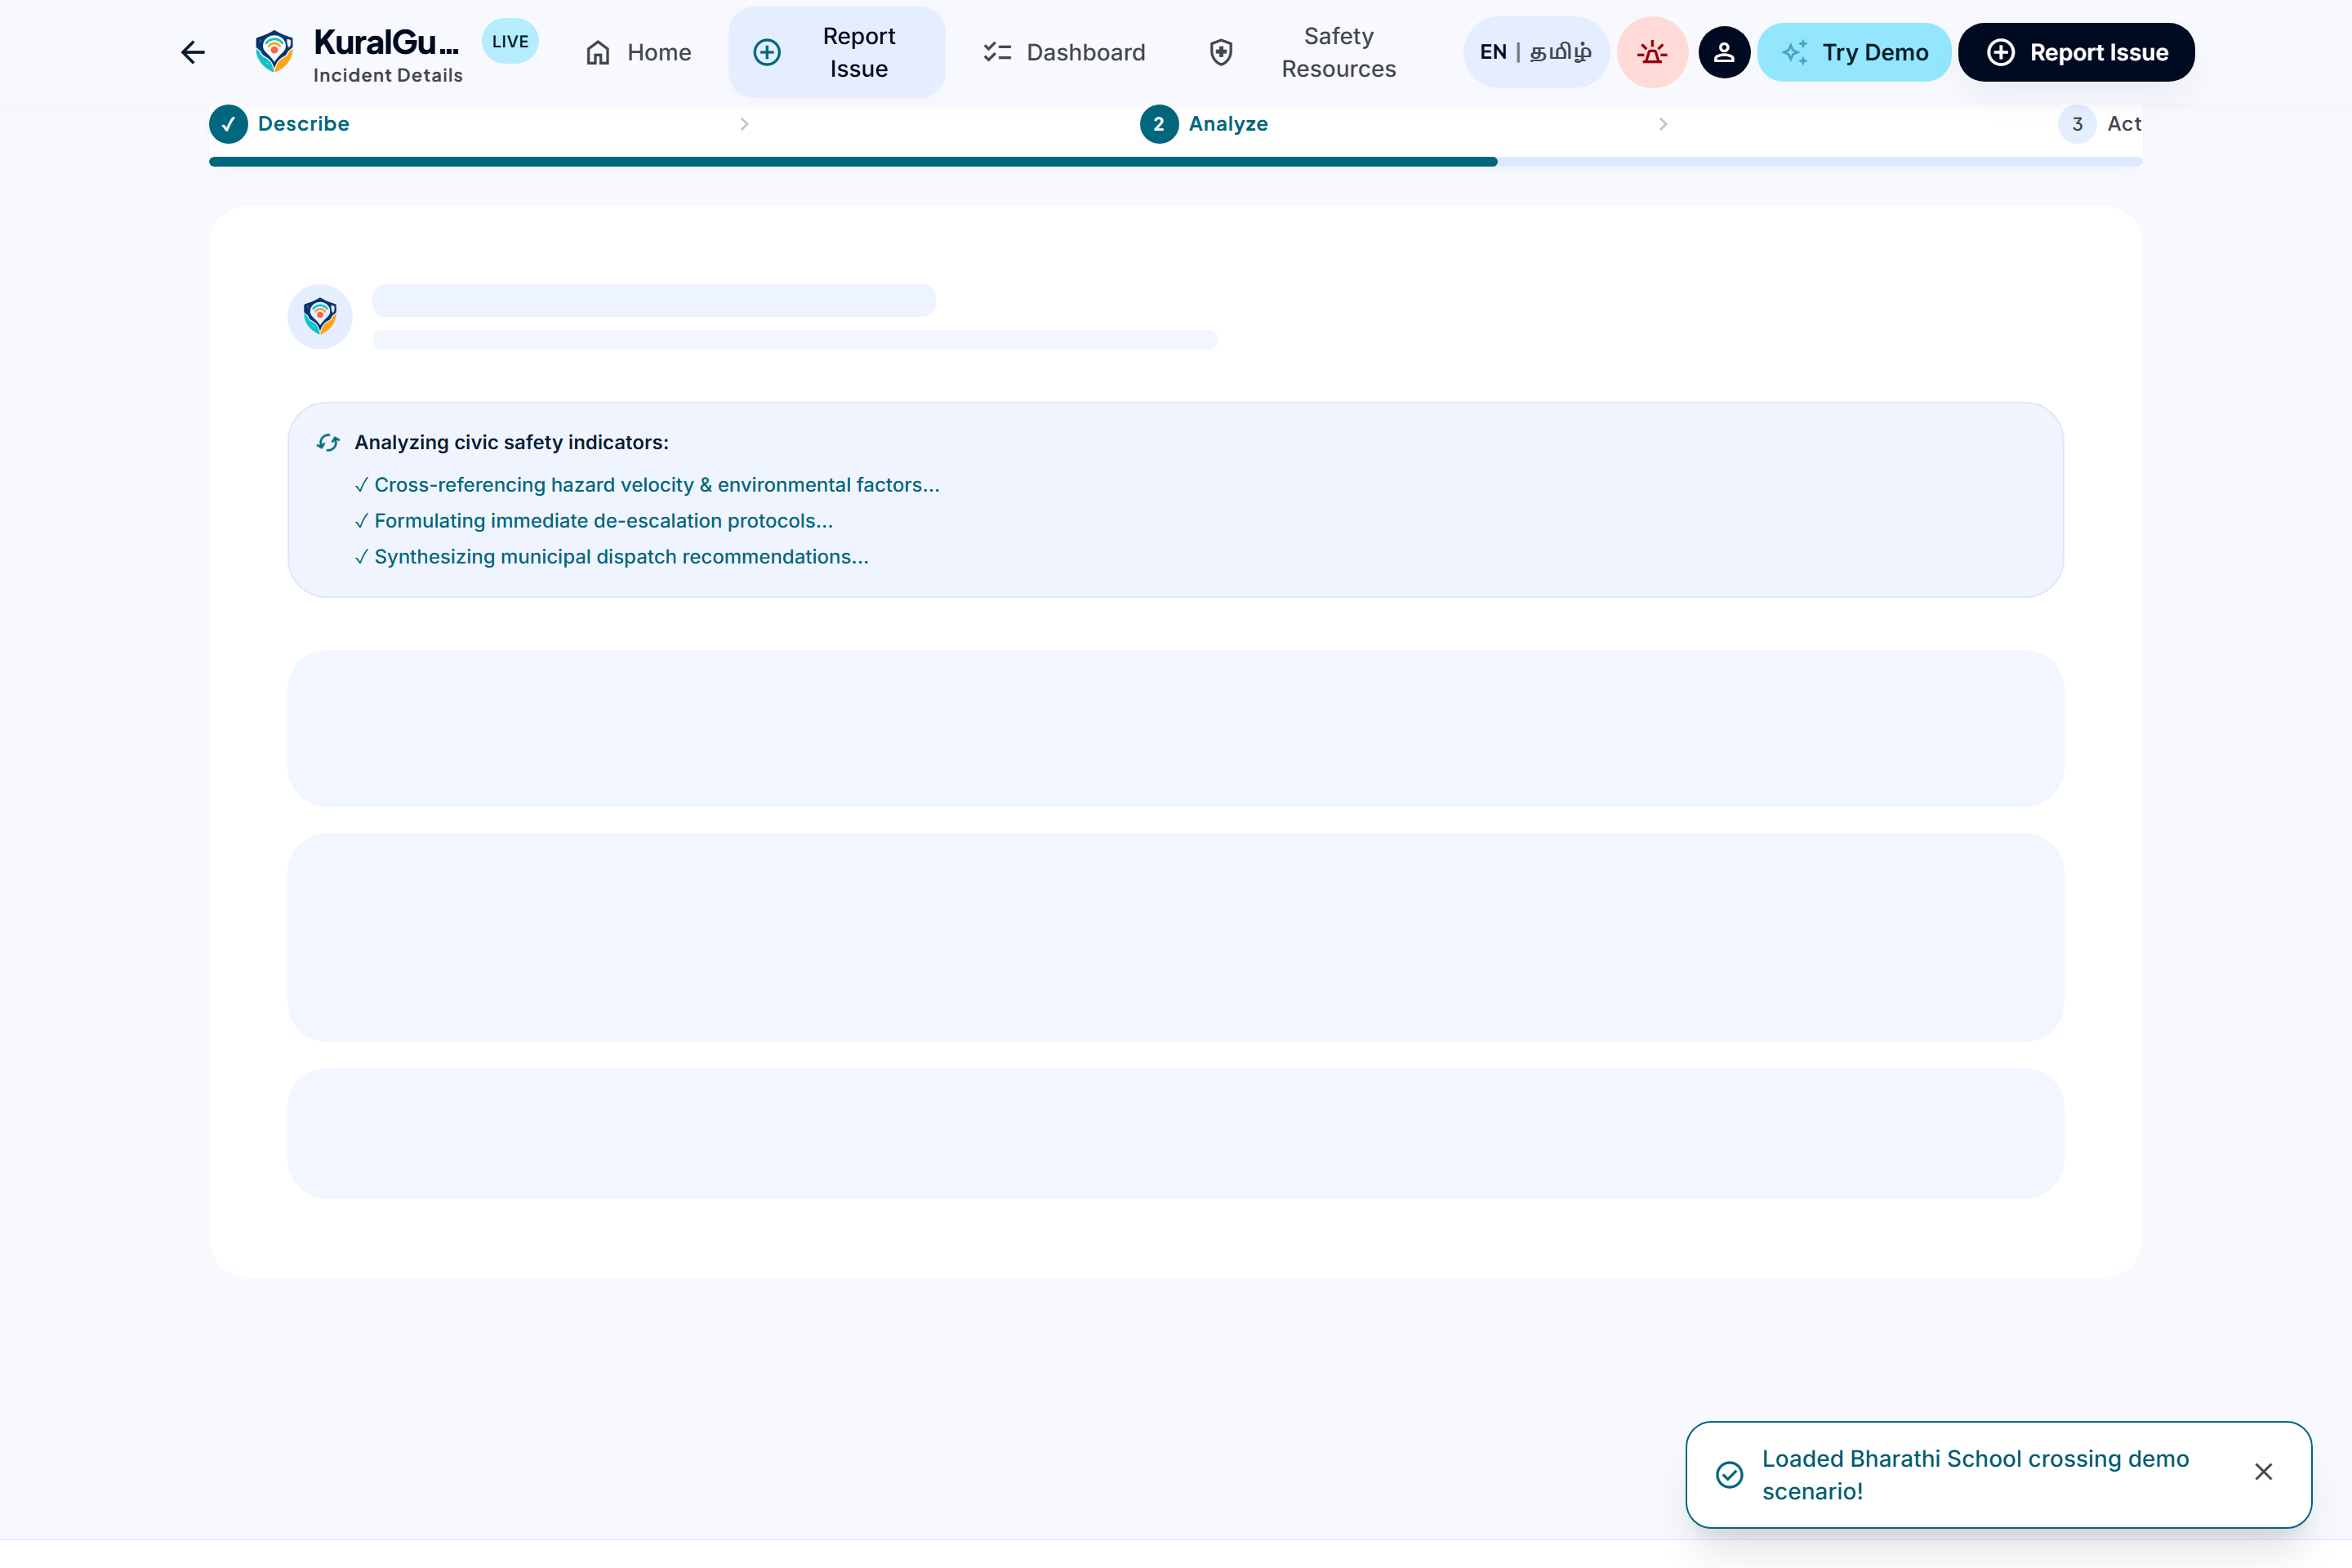 KuralGu...
LIVE
Incident Details
Home
Report
Issue
Dashboard
Safety
Resources
EN | தமிழ்
Try Demo
Report Issue
✓ Describe
2 Analyze
3 Act
Analyzing civic safety indicators:
✓ Cross-referencing hazard velocity & environmental factors...
✓ Formulating immediate de-escalation protocols...
✓ Synthesizing municipal dispatch recommendations...
Loaded Bharathi School crossing demo
scenario!